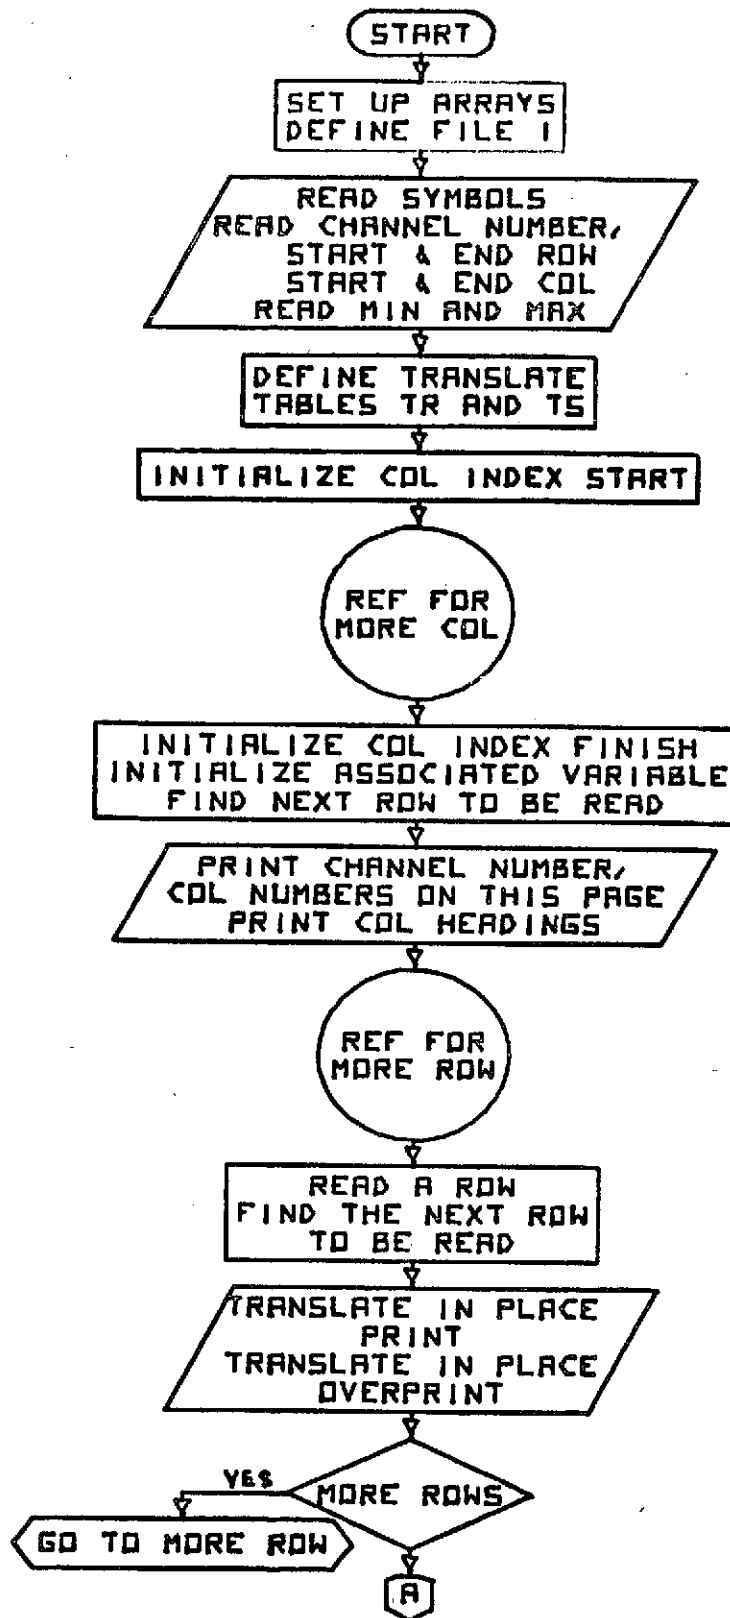 START
SET UP ARRAYS
DEFINE FILE 1
READ SYMBOLS
READ CHANNEL NUMBER,
START & END ROW
START & END COL
READ MIN AND MAX
DEFINE TRANSLATE
TABLES TR AND TS
INITIALIZE COL INDEX START
REF FOR
MORE COL
INITIALIZE COL INDEX FINISH
INITIALIZE ASSOCIATED VARIABLE
FIND NEXT ROW TO BE READ
PRINT CHANNEL NUMBER,
COL NUMBERS ON THIS PAGE
PRINT COL HEADINGS
REF FOR
MORE ROW
READ A ROW
FIND THE NEXT ROW
TO BE READ
TRANSLATE IN PLACE
PRINT
TRANSLATE IN PLACE
OVERPRINT
YES
MORE ROWS
GO TO MORE ROW
A